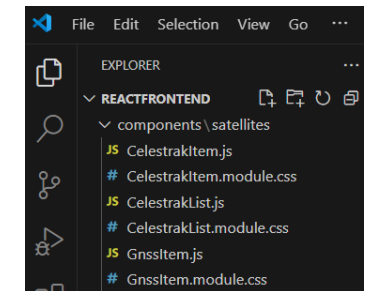 File Edit Selection View Go ...
EXPLORER ...
REACTFRONTEND
components\satellites
JS CelestrakItem.js
# CelestrakItem.module.css
JS CelestrakList.js
# CelestrakList.module.css
JS GnssItem.js
# GnssItem.module.css